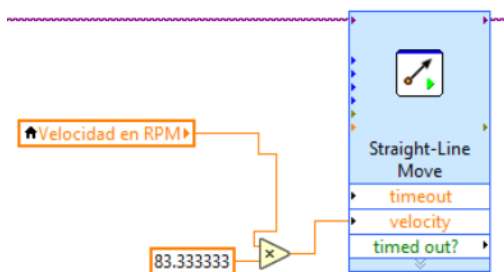 Velocidad en RPM
83.333333
Straight-Line
Move
timeout
velocity
timed out?